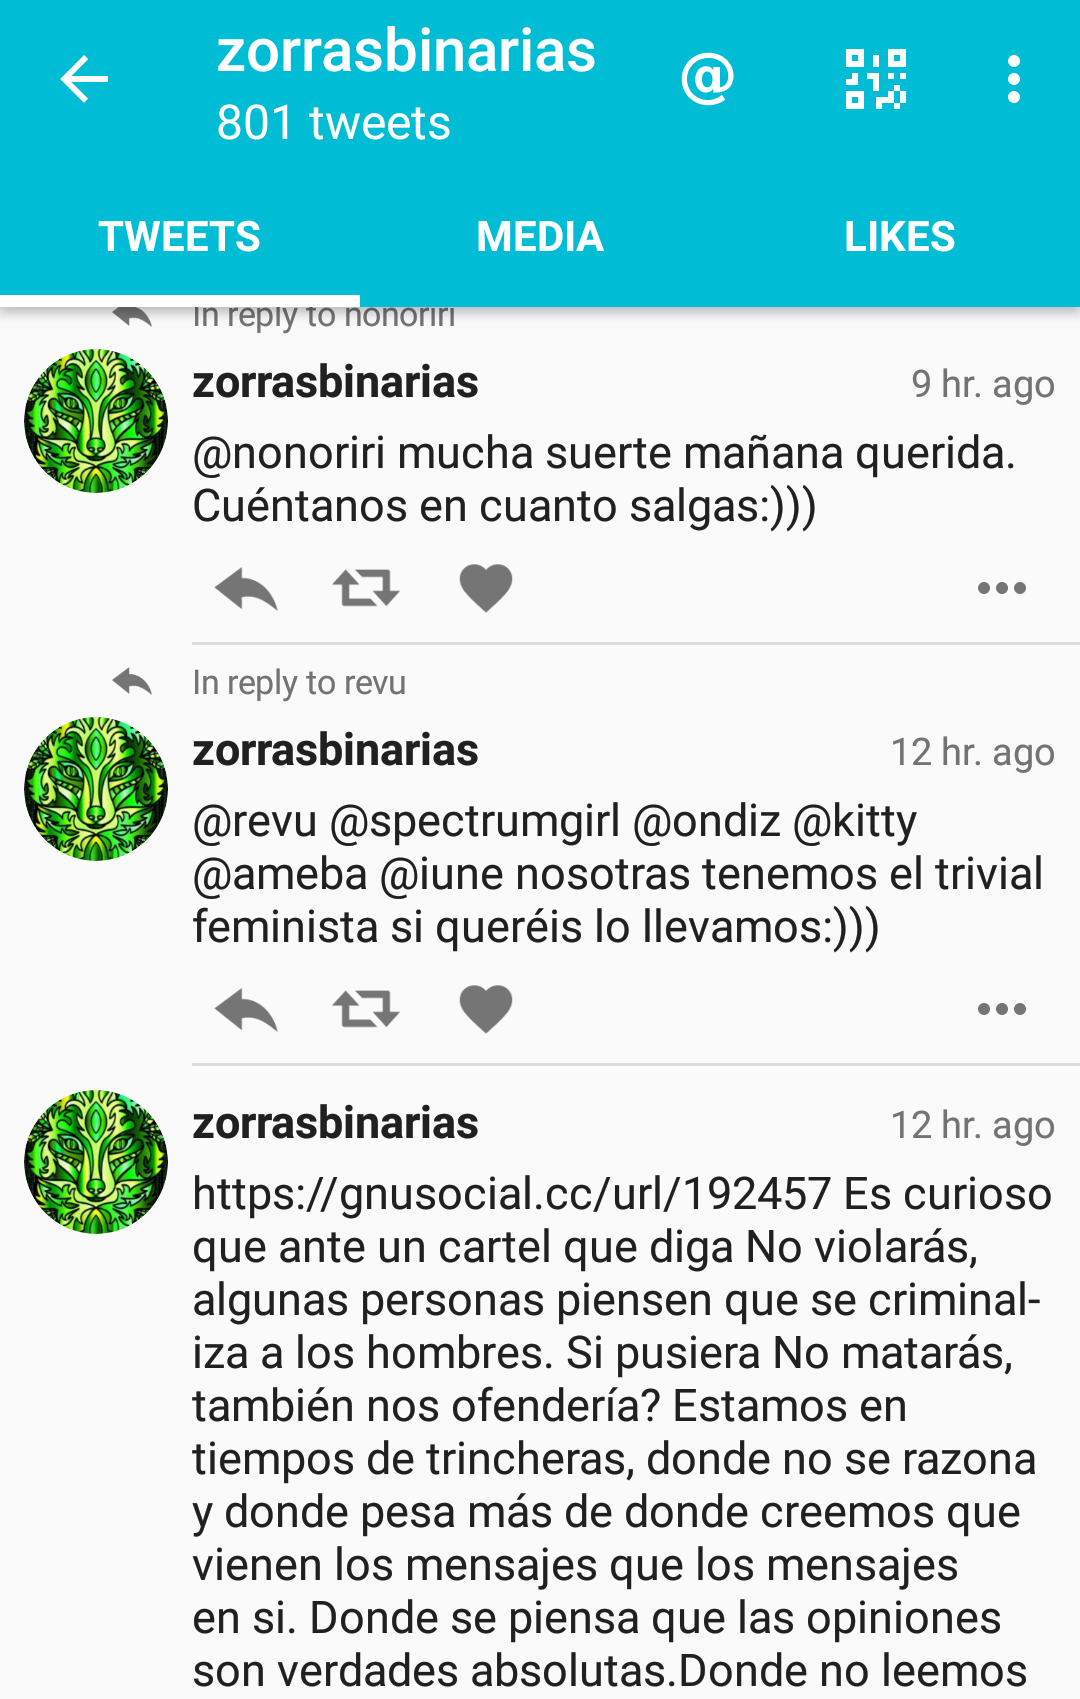 zorrasbinarias
801 tweets
@
TWEETS MEDIA LIKES
In reply to nonoriri
zorrasbinarias 9 hr. ago
@nonoriri mucha suerte mañana querida.
Cuéntanos en cuanto salgas:)))
In reply to revu
zorrasbinarias 12 hr. ago
@revu @spectrumgirl @ondiz @kitty
@ameba @iune nosotras tenemos el trivial
feminista si queréis lo llevamos:)))
zorrasbinarias 12 hr. ago
https://gnusocial.cc/url/192457 Es curioso
que ante un cartel que diga No violarás,
algunas personas piensen que se criminal-
iza a los hombres. Si pusiera No matarás,
también nos ofendería? Estamos en
tiempos de trincheras, donde no se razona
y donde pesa más de donde creemos que
vienen los mensajes que los mensajes
en si. Donde se piensa que las opiniones
son verdades absolutas.Donde no leemos